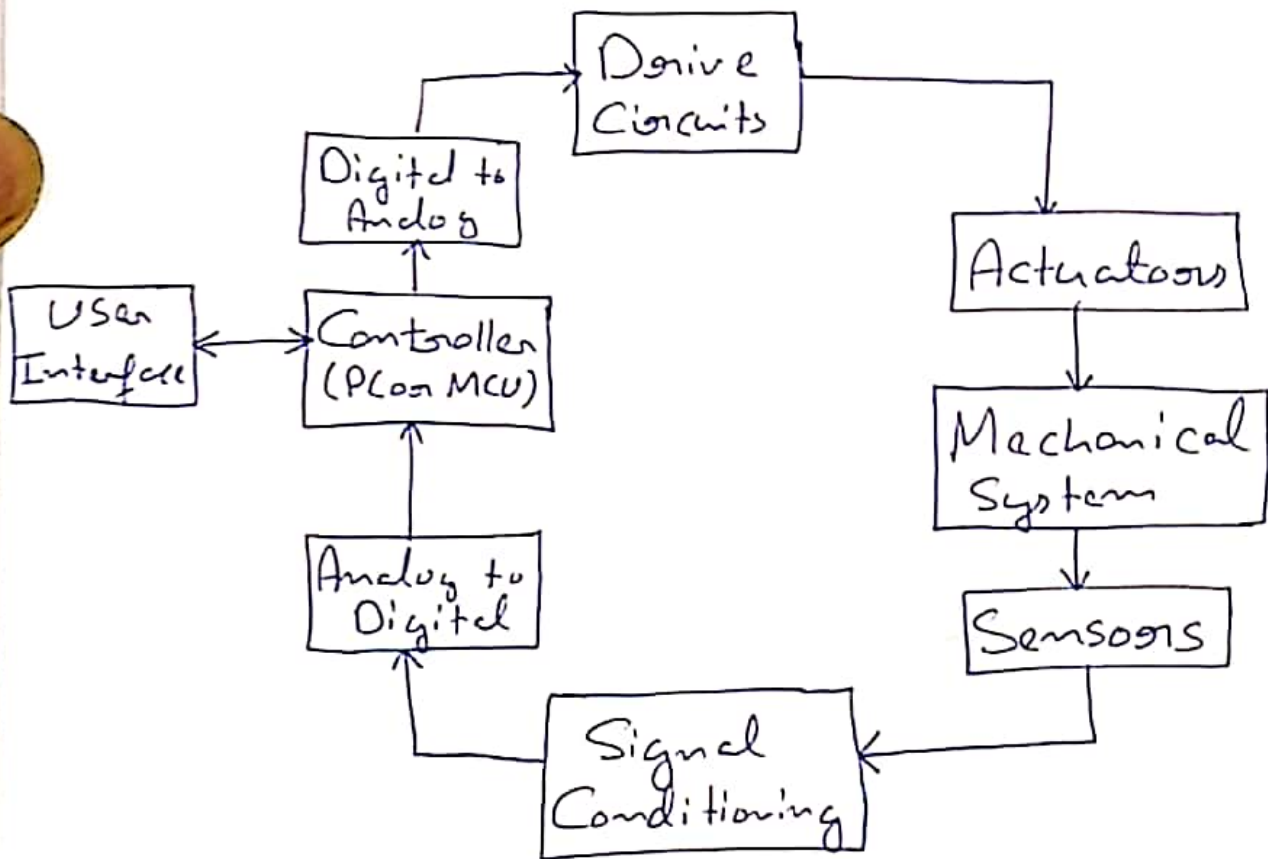 Drive
Circuits
Digital to
Analog
Actuators
User
Interface
Controller
(PC or MCU)
Mechanical
System
Analog to
Digital
Sensors
Signal
Conditioning